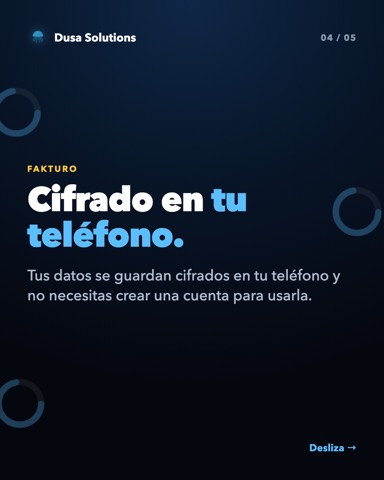 Dusa Solutions
04 / 05
FAKTURO
Cifrado en tu
teléfono.
Tus datos se guardan cifrados en tu teléfono y
no necesitas crear una cuenta para usarla.
Desliza →